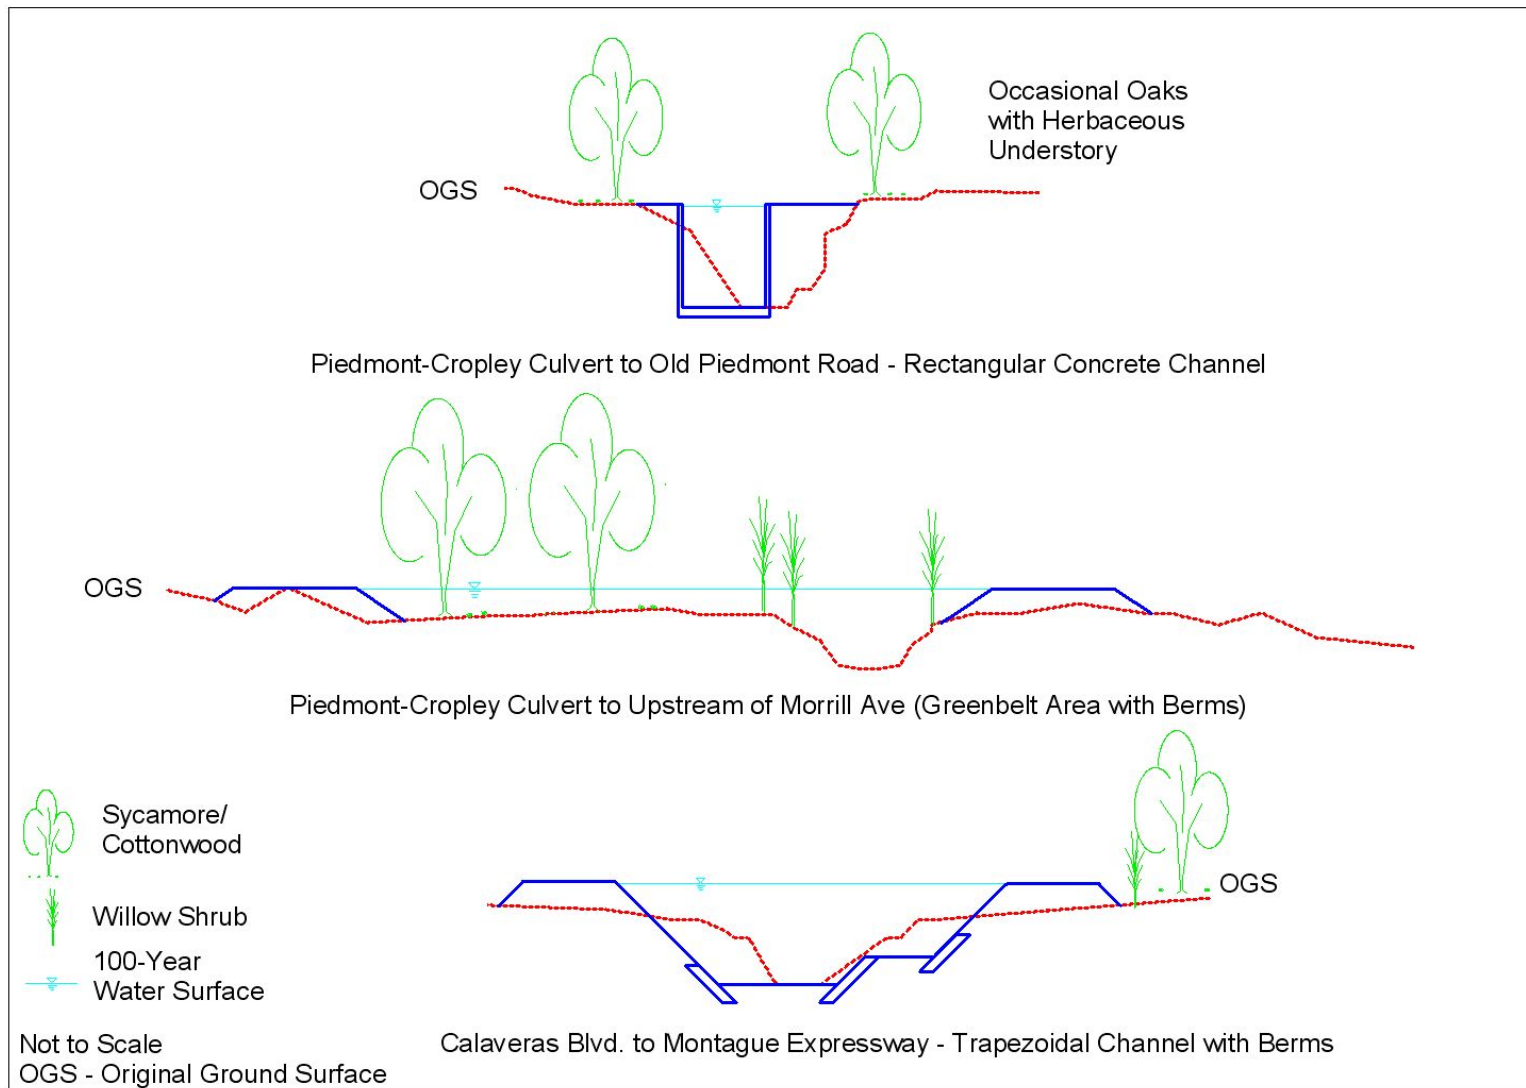 Occasional Oaks
with Herbaceous
Understory
OGS
Piedmont-Cropley Culvert to Old Piedmont Road - Rectangular Concrete Channel
OGS
Piedmont-Cropley Culvert to Upstream of Morrill Ave (Greenbelt Area with Berms)
Sycamore/
Cottonwood
OGS
Willow Shrub
100-Year
Water Surface
Calaveras Blvd. to Montague Expressway - Trapezoidal Channel with Berms
Not to Scale
OGS - Original Ground Surface